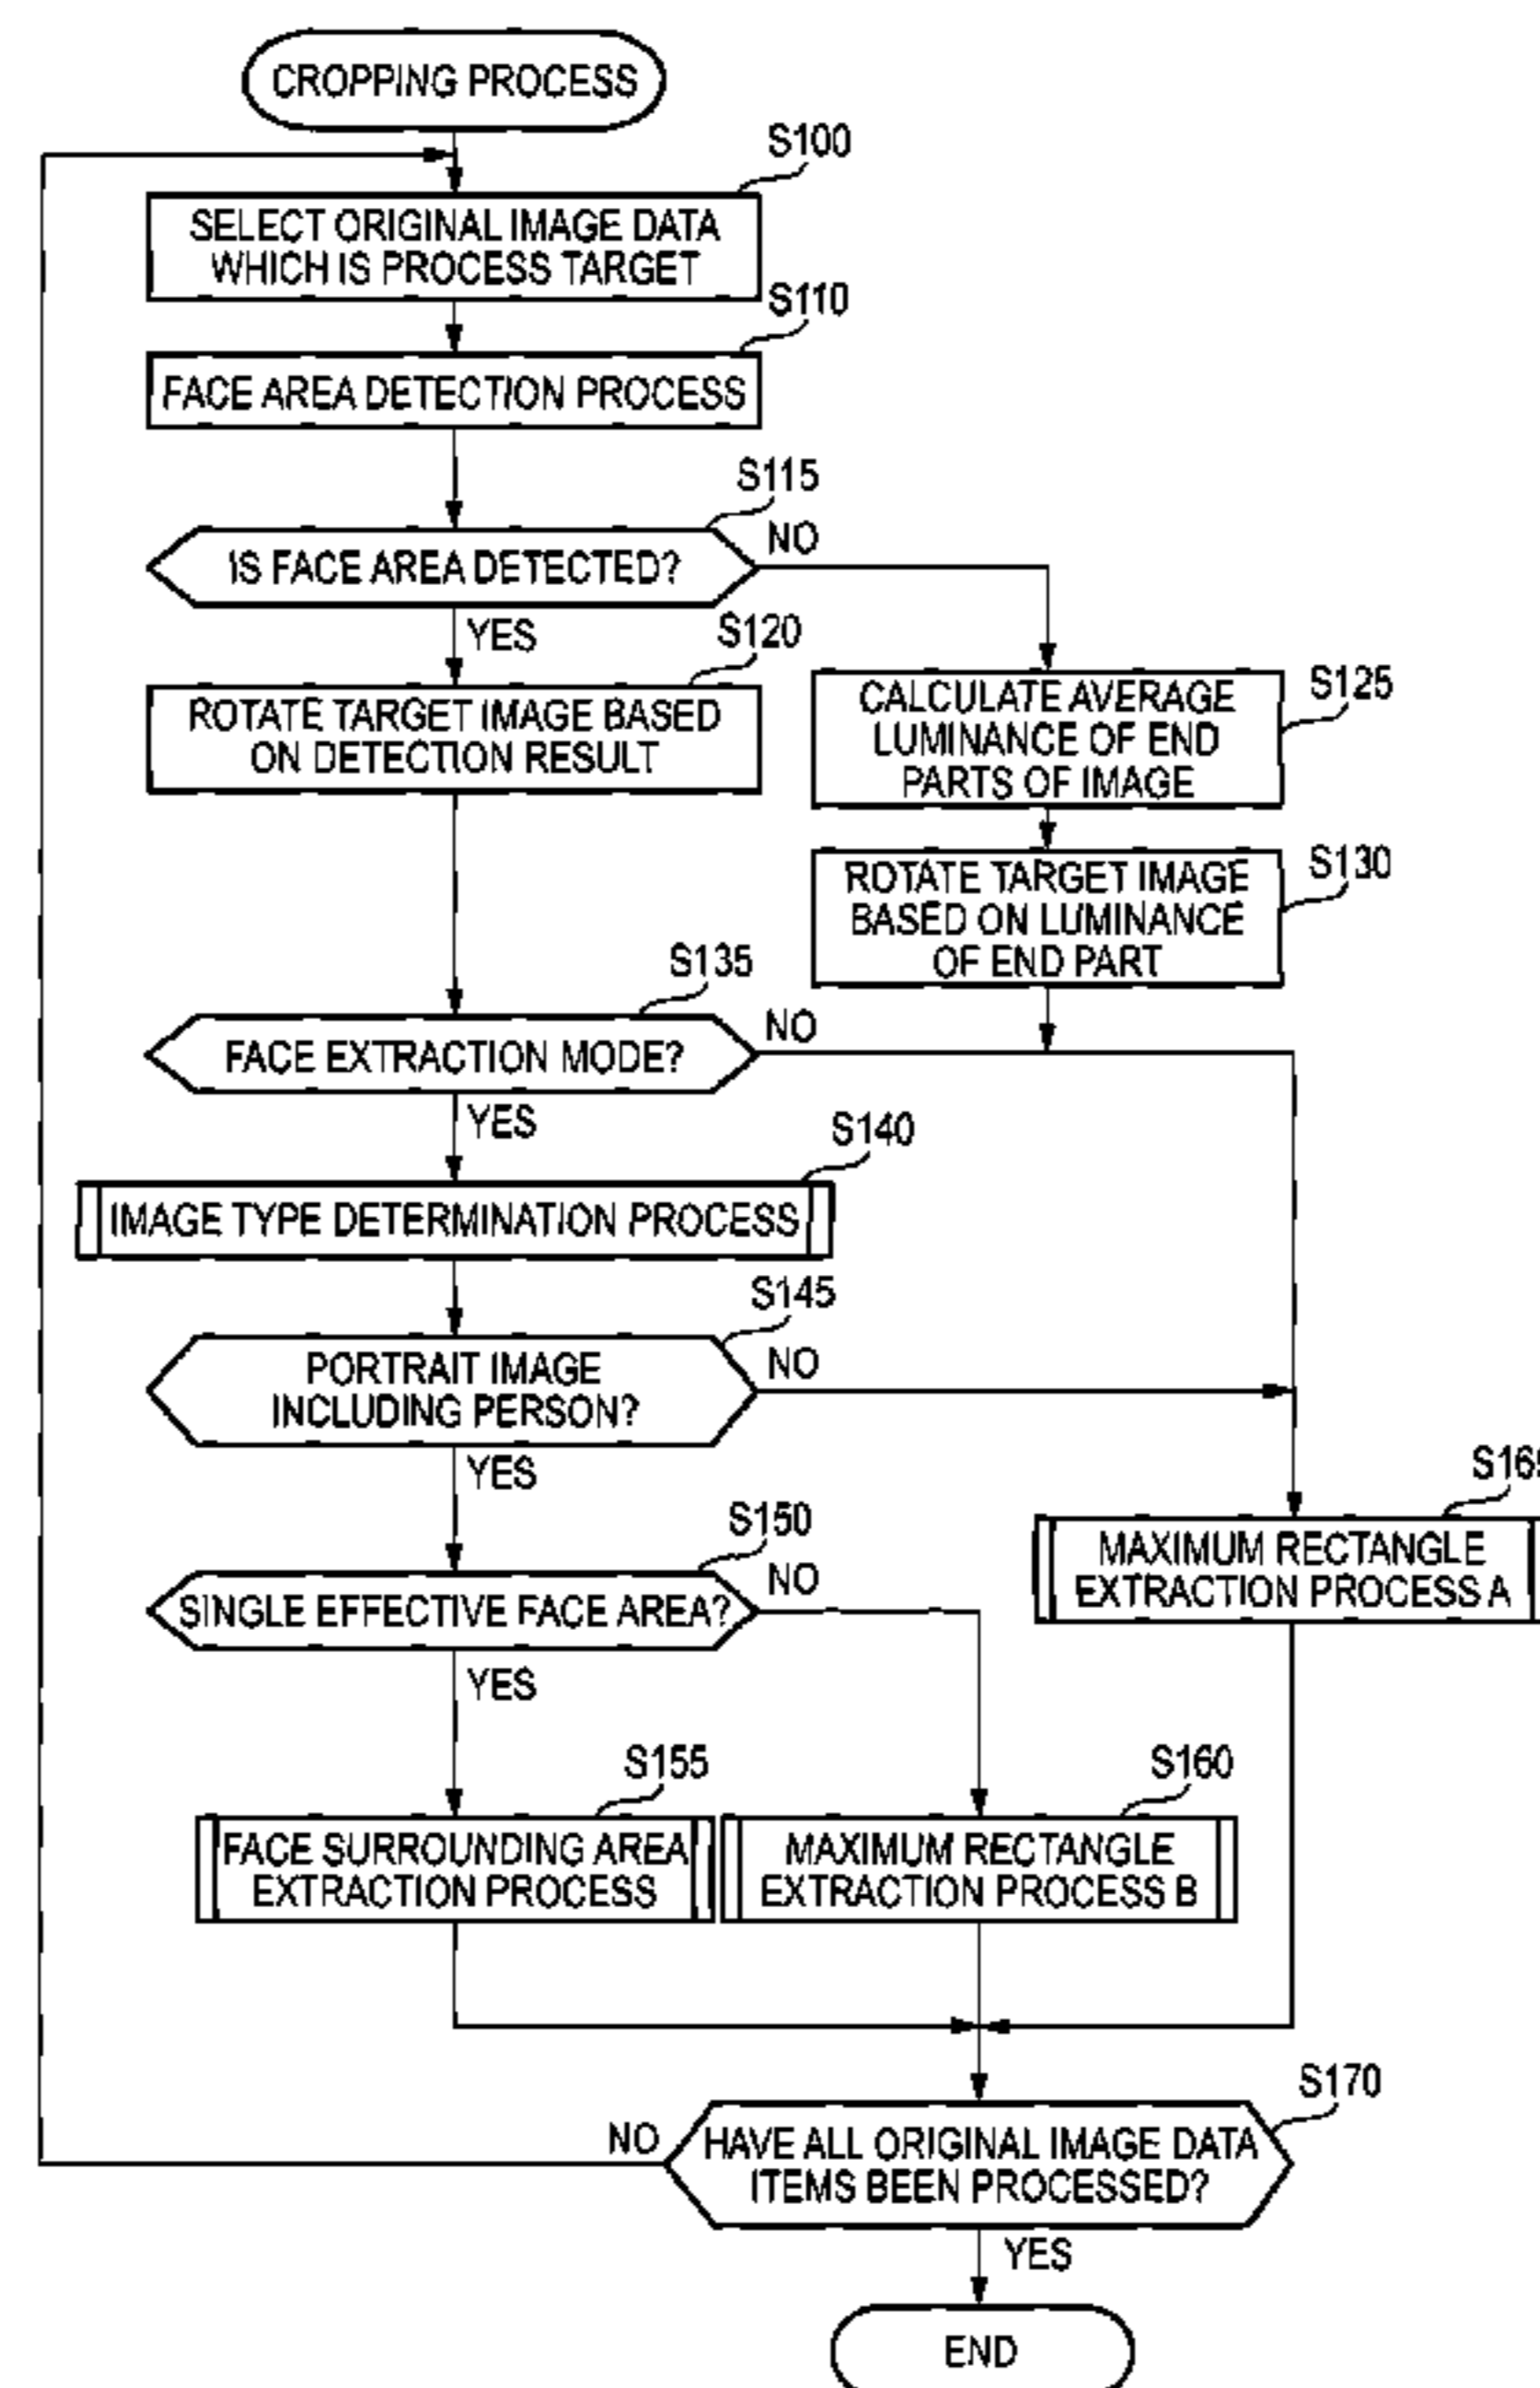 CROPPING PROCESS
S100
SELECT ORIGINAL IMAGE DATA
WHICH IS PROCESS TARGET
S110
FACE AREA DETECTION PROCESS
S115
IS FACE AREA DETECTED?
NO
YES
S120
ROTATE TARGET IMAGE BASED
ON DETECTION RESULT
CALCULATE AVERAGE
LUMINANCE OF END
PARTS OF IMAGE
S125
ROTATE TARGET IMAGE
BASED ON LUMINANCE
OF END PART
S130
S135
FACE EXTRACTION MODE?
NO
YES
S140
IMAGE TYPE DETERMINATION PROCESS
S145
PORTRAIT IMAGE
INCLUDING PERSON?
NO
YES
MAXIMUM RECTANGLE
EXTRACTION PROCESS A
S150
SINGLE EFFECTIVE FACE AREA?
NO
YES
S155
FACE SURROUNDING AREA
EXTRACTION PROCESS
S160
MAXIMUM RECTANGLE
EXTRACTION PROCESS B
S170
HAVE ALL ORIGINAL IMAGE DATA
ITEMS BEEN PROCESSED?
NO
YES
END